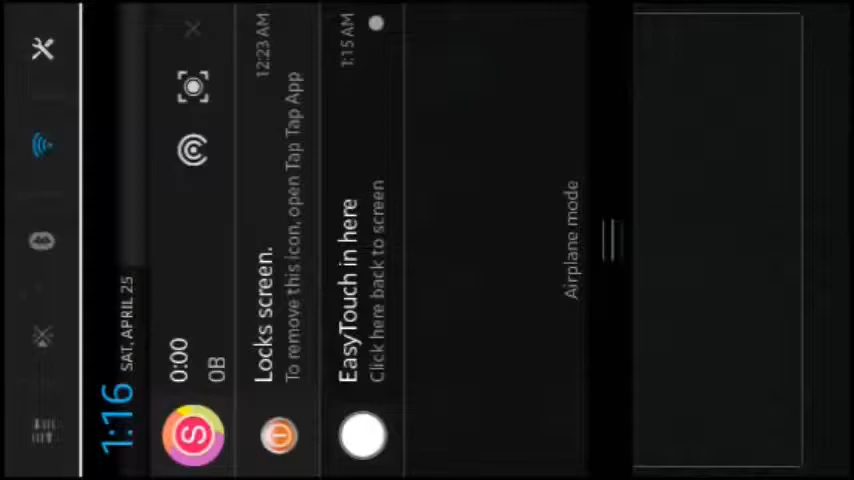 1:16 SAT, APRIL 25
0:00
0B
Locks screen. 12:23 AM
To remove this icon, open Tap Tap App
EasyTouch in here 1:15 AM
Click here back to screen
Airplane mode